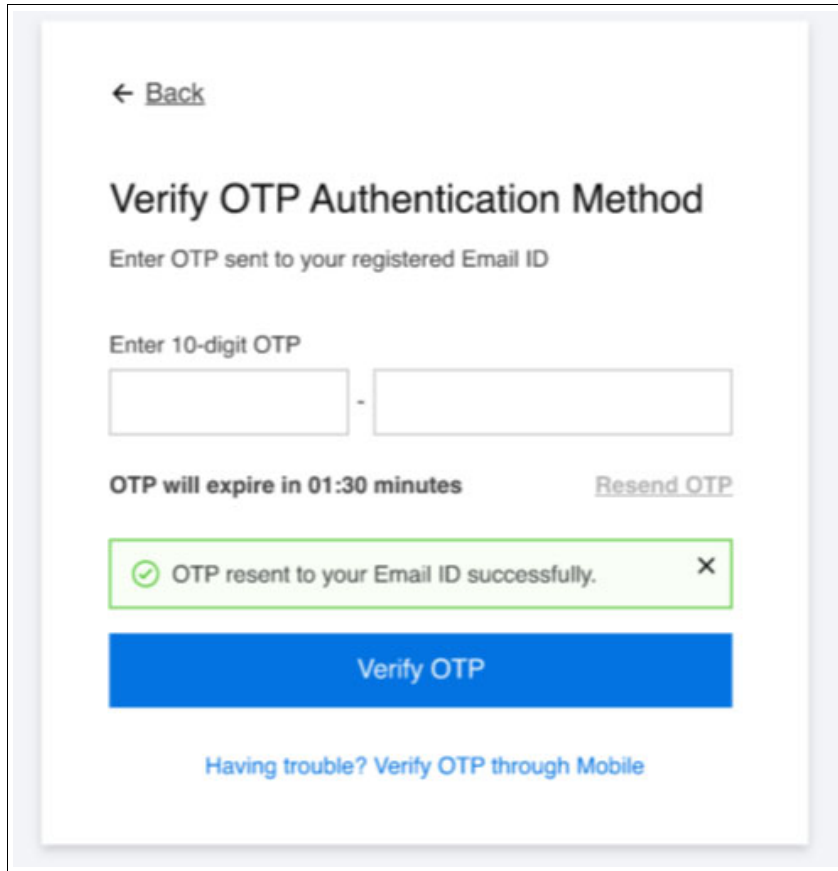 ← Back
Verify OTP Authentication Method
Enter OTP sent to your registered Email ID
Enter 10-digit OTP
-
OTP will expire in 01:30 minutes Resend OTP
OTP resent to your Email ID successfully. ×
Verify OTP
Having trouble? Verify OTP through Mobile